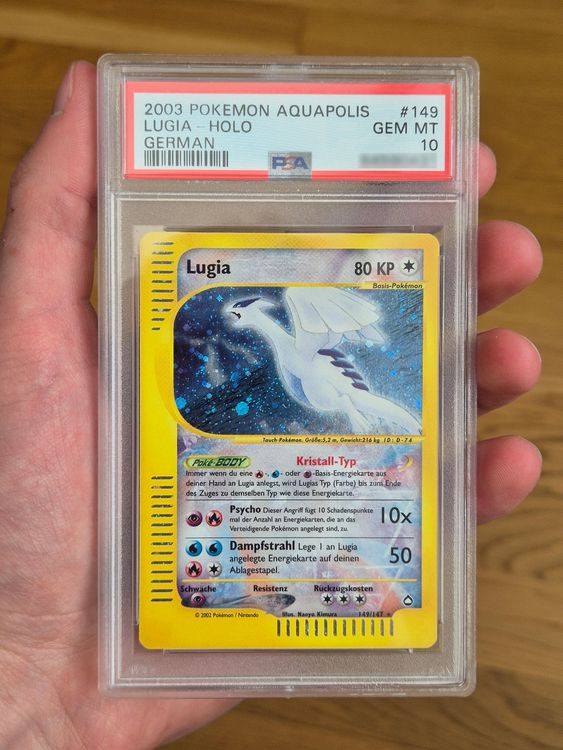 2003 POKEMON AQUAPOLIS #149
LUGIA - HOLO GEM MT
GERMAN 10
PSA
Lugia 80 KP
Basis-Pokémon
Tauch-Pokémon. Größe:5,2 m, Gewicht:216 kg ID: D-74
Poké-BODY Kristall-Typ
Immer wenn du eine -, - oder -Basis-Energiekarte aus
deiner Hand an Lugia anlegst, wird Lugias Typ (Farbe) bis zum Ende
des Zuges zu demselben Typ wie diese Energiekarte.
Psycho Dieser Angriff fügt 10 Schadenspunkte
mal der Anzahl an Energiekarten, die an das
Verteidigende Pokémon angelegt sind, zu.
10x
Dampfstrahl Lege 1 an Lugia
angelegte Energiekarte auf deinen
Ablagestapel.
50
Schwäche Resistenz Rückzugskosten
© 2002 Pokémon / Nintendo Illus. Naoyo Kimura 149/147